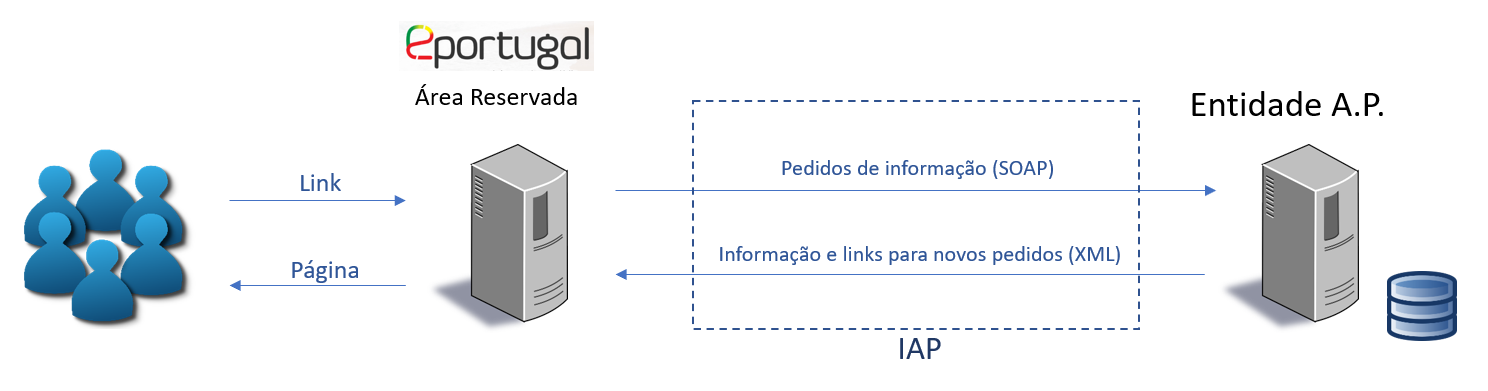 eportugal
Área Reservada
Entidade A.P.
Link
Página
Pedidos de informação (SOAP)
Informação e links para novos pedidos (XML)
IAP